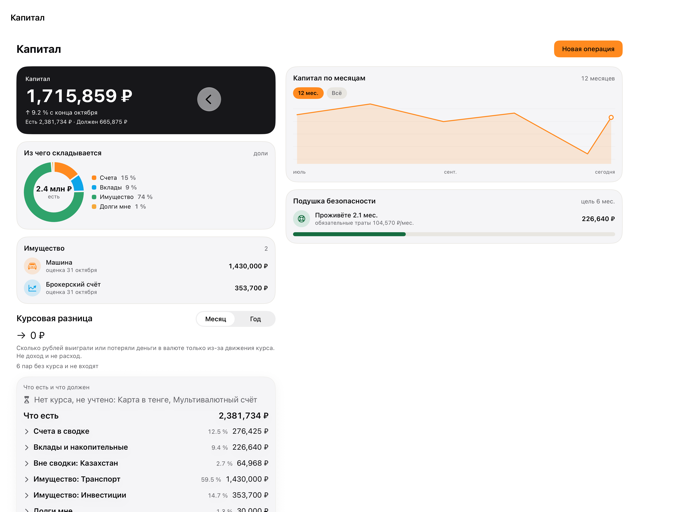 Капитал
Капитал
Новая операция
Капитал
1,715,859 ₽
↑ 9.2 % с конца октября
Есть 2,381,734 ₽ · Должен 665,875 ₽
Из чего складывается
доли
2.4 млн ₽
есть
Счета 15 %
Вклады 9 %
Имущество 74 %
Долги мне 1 %
Имущество
2
Машина
оценка 31 октября
1,430,000 ₽
Брокерский счёт
оценка 31 октября
353,700 ₽
Курсовая разница
Месяц
Год
→ 0 ₽
Сколько рублей выиграли или потеряли деньги в валюте только из-за движения курса.
Не доход и не расход.
6 пар без курса и не входят
Что есть и что должен
Нет курса, не учтено: Карта в тенге, Мультивалютный счёт
Что есть 2,381,734 ₽
Счета в сводке 12.5 % 276,425 ₽
Вклады и накопительные 9.4 % 226,640 ₽
Вне сводки: Казахстан 2.7 % 64,968 ₽
Имущество: Транспорт 59.5 % 1,430,000 ₽
Имущество: Инвестиции 14.7 % 353,700 ₽
Долги мне 1.3 % 30,000 ₽
Капитал по месяцам
12 месяцев
12 мес.
Всё
июль
сент.
сегодня
Подушка безопасности
цель 6 мес.
Проживёте 2.1 мес.
обязательные траты 104,570 ₽/мес.
226,640 ₽